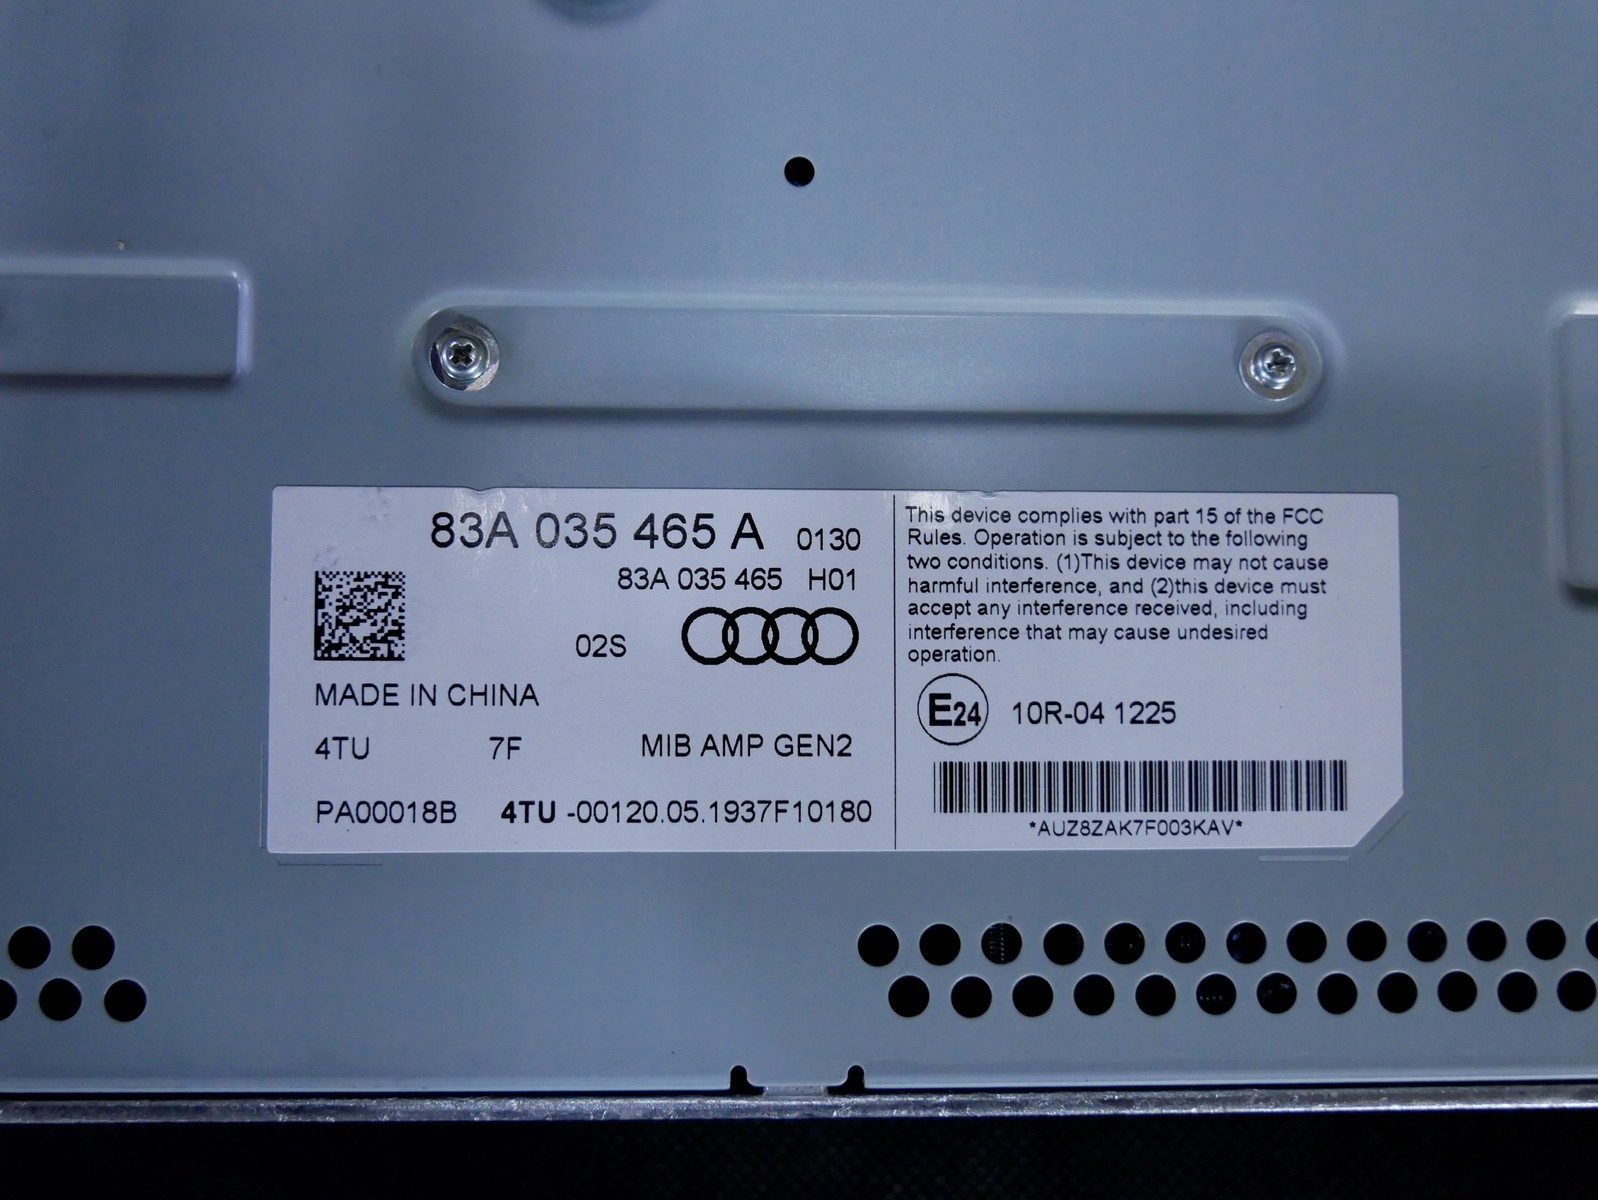 83A 035 465 A 0130
83A 035 465 H01
02S
MADE IN CHINA
4TU 7F MIB AMP GEN2
PA00018B 4TU -00120.05.1937F10180
This device complies with part 15 of the FCC
Rules. Operation is subject to the following
two conditions. (1)This device may not cause
harmful interference, and (2)this device must
accept any interference received, including
interference that may cause undesired
operation.
E24 10R-04 1225
*AUZ8ZAK7F003KAV*